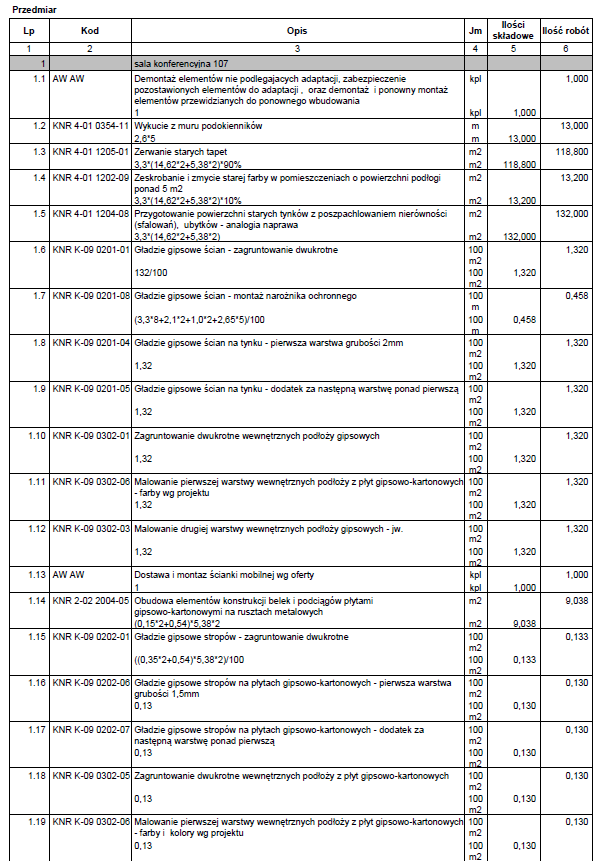 Przedmiar
Lp Kod Opis Jm Ilości składowe Ilość robót
1 2 3 4 5 6
1 sala konferencyjna 107
1.1 AW AW Demontaż elementów nie podlegajacach adaptacji, zabezpieczenie kpl 1,000
pozostawionych elementów do adaptacji , oraz demontaż i ponowny montaż
elementów przewidzianych do ponownego wbudowania
1 kpl 1,000
1.2 KNR 4-01 0354-11 Wykucie z muru podokienników m 13,000
2,6*5 m 13,000
1.3 KNR 4-01 1205-01 Zerwanie starych tapet m2 118,800
3,3*(14,62*2+5,38*2)*90% m2 118,800
1.4 KNR 4-01 1202-09 Zeskrobanie i zmycie starej farby w pomieszczeniach o powierzchni podłogi m2 13,200
ponad 5 m2
3,3*(14,62*2+5,38*2)*10% m2 13,200
1.5 KNR 4-01 1204-08 Przygotowanie powierzchni starych tynków z poszpachlowaniem nierówności m2 132,000
(sfalowań), ubytków - analogia naprawa
3,3*(14,62*2+5,38*2) m2 132,000
1.6 KNR K-09 0201-01 Gładzie gipsowe ścian - zagruntowanie dwukrotne 100 1,320
m2
132/100 100 1,320
m2
1.7 KNR K-09 0201-08 Gładzie gipsowe ścian - montaż narożnika ochronnego 100 0,458
m
(3,3*8+2,1*2+1,0*2+2,65*5)/100 100 0,458
m
1.8 KNR K-09 0201-04 Gładzie gipsowe ścian na tynku - pierwsza warstwa grubości 2mm 100 1,320
m2
1,32 100 1,320
m2
1.9 KNR K-09 0201-05 Gładzie gipsowe ścian na tynku - dodatek za następną warstwę ponad pierwszą 100 1,320
m2
1,32 100 1,320
m2
1.10 KNR K-09 0302-01 Zagruntowanie dwukrotne wewnętrznych podłoży gipsowych 100 1,320
m2
1,32 100 1,320
m2
1.11 KNR K-09 0302-06 Malowanie pierwszej warstwy wewnętrznych podłoży z płyt gipsowo-kartonowych 100 1,320
- farby wg projektu m2
1,32 100 1,320
m2
1.12 KNR K-09 0302-03 Malowanie drugiej warstwy wewnętrznych podłoży gipsowych - jw. 100 1,320
m2
1,32 100 1,320
m2
1.13 AW AW Dostawa i montaz ścianki mobilnej wg oferty kpl 1,000
1 kpl 1,000
1.14 KNR 2-02 2004-05 Obudowa elementów konstrukcji belek i podciągów płytami m2 9,038
gipsowo-kartonowymi na rusztach metalowych
(0,15*2+0,54)*5,38*2 m2 9,038
1.15 KNR K-09 0202-01 Gładzie gipsowe stropów - zagruntowanie dwukrotne 100 0,133
m2
((0,35*2+0,54)*5,38*2)/100 100 0,133
m2
1.16 KNR K-09 0202-06 Gładzie gipsowe stropów na płytach gipsowo-kartonowych - pierwsza warstwa 100 0,130
grubości 1,5mm m2
0,13 100 0,130
m2
1.17 KNR K-09 0202-07 Gładzie gipsowe stropów na płytach gipsowo-kartonowych - dodatek za 100 0,130
następną warstwę ponad pierwszą m2
0,13 100 0,130
m2
1.18 KNR K-09 0302-05 Zagruntowanie dwukrotne wewnętrznych podłoży z płyt gipsowo-kartonowych 100 0,130
m2
0,13 100 0,130
m2
1.19 KNR K-09 0302-06 Malowanie pierwszej warstwy wewnętrznych podłoży z płyt gipsowo-kartonowych 100 0,130
- farby i kolory wg projektu m2
0,13 100 0,130
m2